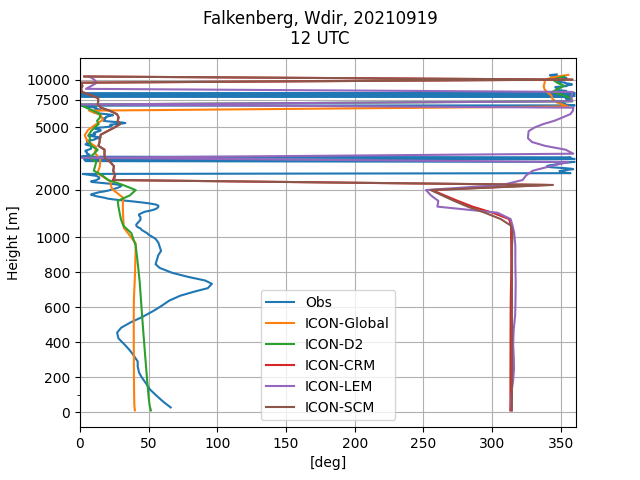 Falkenberg, Wdir, 20210919
12 UTC
Height [m]
10000
7500
5000
2000
1000
800
600
400
200
0
Obs
ICON-Global
ICON-D2
ICON-CRM
ICON-LEM
ICON-SCM
0 50 100 150 200 250 300 350
[deg]